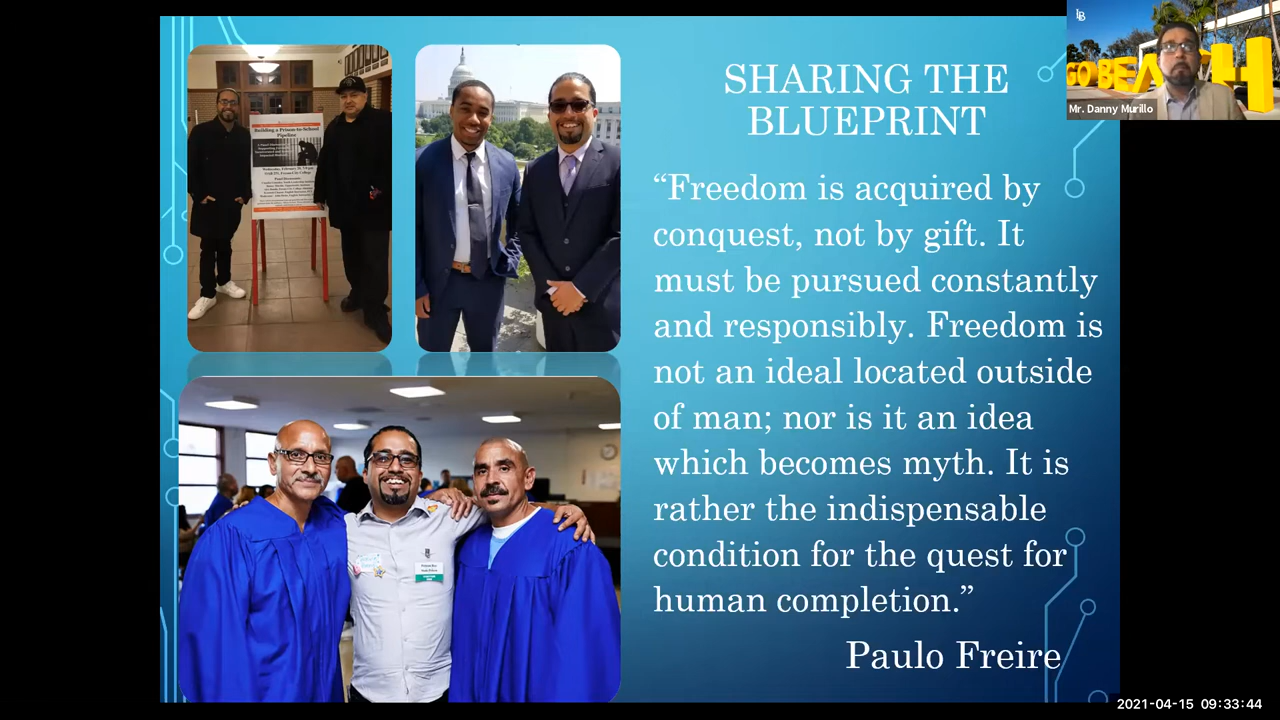 SHARING THE
BLUEPRINT
“Freedom is acquired by
conquest, not by gift. It
must be pursued constantly
and responsibly. Freedom is
not an ideal located outside
of man; nor is it an idea
which becomes myth. It is
rather the indispensable
condition for the quest for
human completion.”
Paulo Freire
Building a Prison-to-School
Pipeline
LB
GO BEACH
Mr. Danny Murillo
2021-04-15 09:33:44